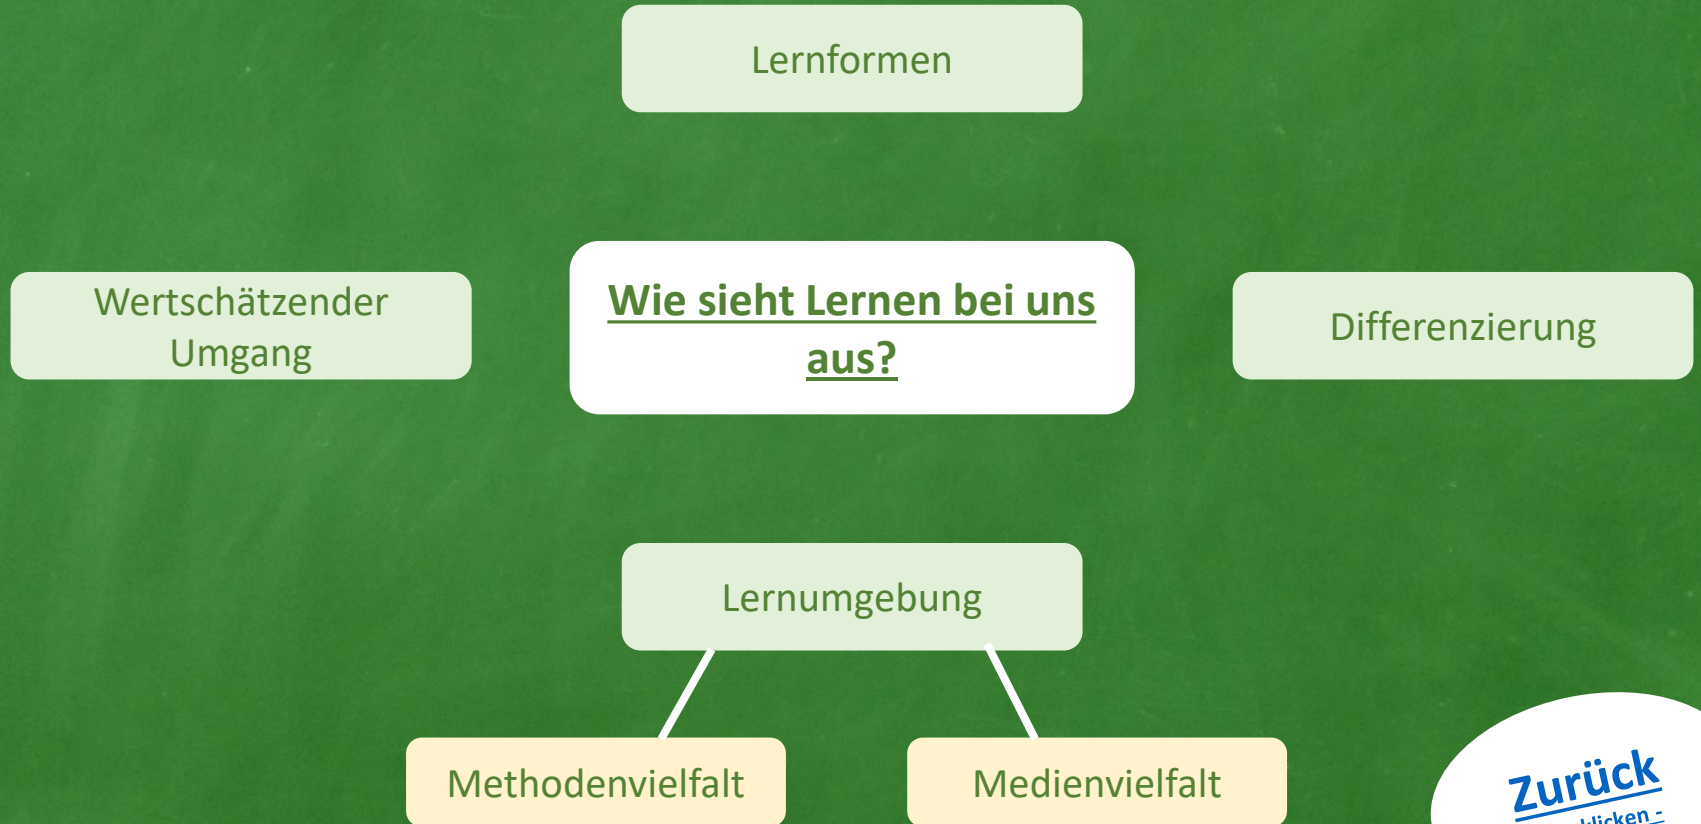 Lernformen
Wertschätzender
Umgang
Wie sieht Lernen bei uns
aus?
Differenzierung
Lernumgebung
Methodenvielfalt
Medienvielfalt
Zurück